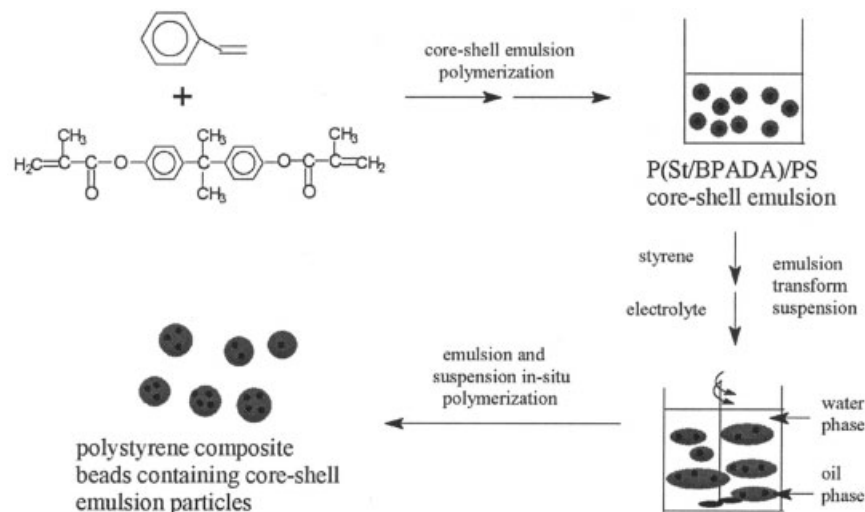 core-shell emulsion
polymerization
+
CH₃
CH₃
CH₃
H₂C
C
O
C
O
C
CH₂
O
CH₃
O
P(St/BPADA)/PS
core-shell emulsion
styrene
electrolyte
emulsion
transform
suspension
emulsion and
suspension in-situ
polymerization
water
phase
oil
phase
polystyrene composite
beads containing core-shell
emulsion particles